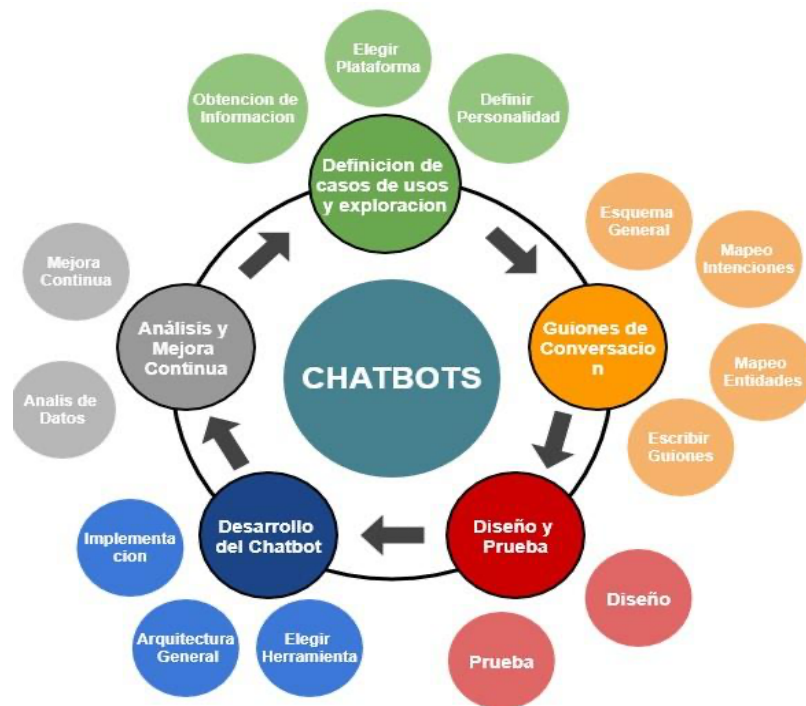 Elegir
Plataforma
Obtencion de
Informacion
Definir
Personalidad
Definicion de
casos de usos
y exploracion
Esquema
General
Mapeo
Intenciones
Mejora
Continua
Análisis y
Mejora
Continua
CHATBOTS
Guiones de
Conversacio
n
Mapeo
Entidades
Analis de
Datos
Escribir
Guiones
Desarrollo
del Chatbot
Diseño y
Prueba
Implementa
cion
Diseño
Arquitectura
General
Elegir
Herramienta
Prueba